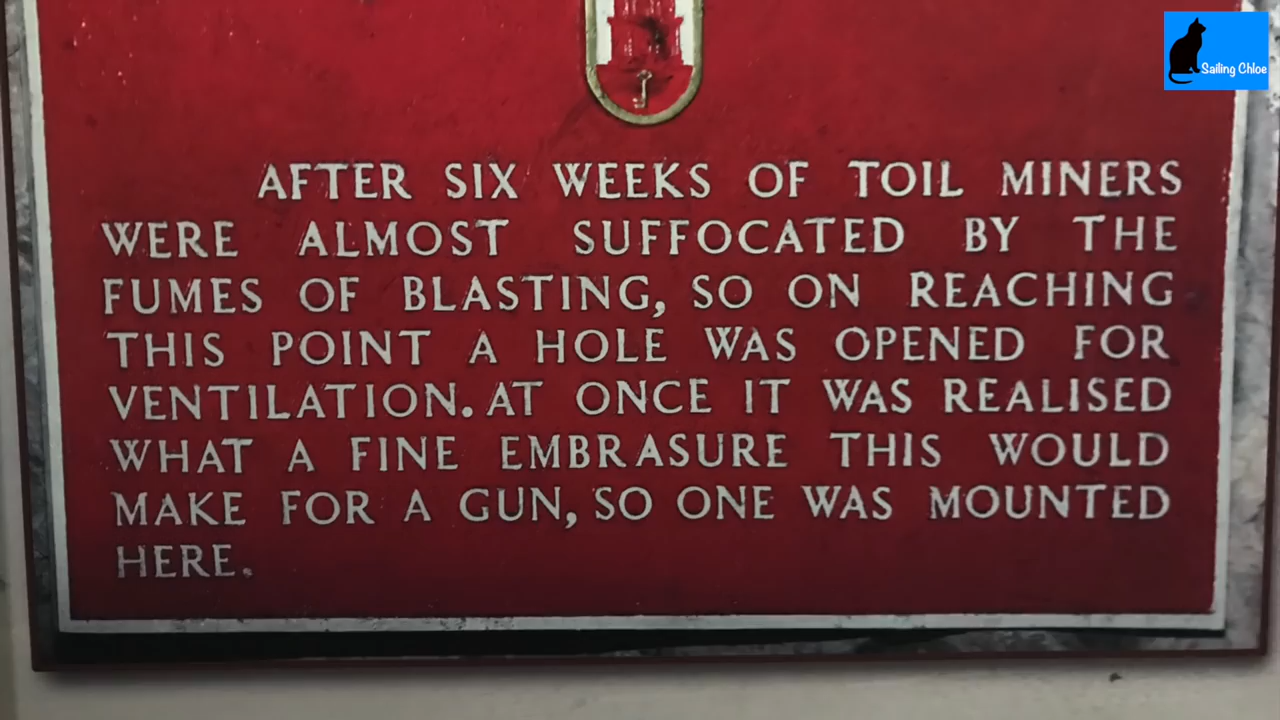 Sailing Chloe
AFTER SIX WEEKS OF TOIL MINERS
WERE ALMOST SUFFOCATED BY THE
FUMES OF BLASTING, SO ON REACHING
THIS POINT A HOLE WAS OPENED FOR
VENTILATION. AT ONCE IT WAS REALISED
WHAT A FINE EMBRASURE THIS WOULD
MAKE FOR A GUN, SO ONE WAS MOUNTED
HERE.